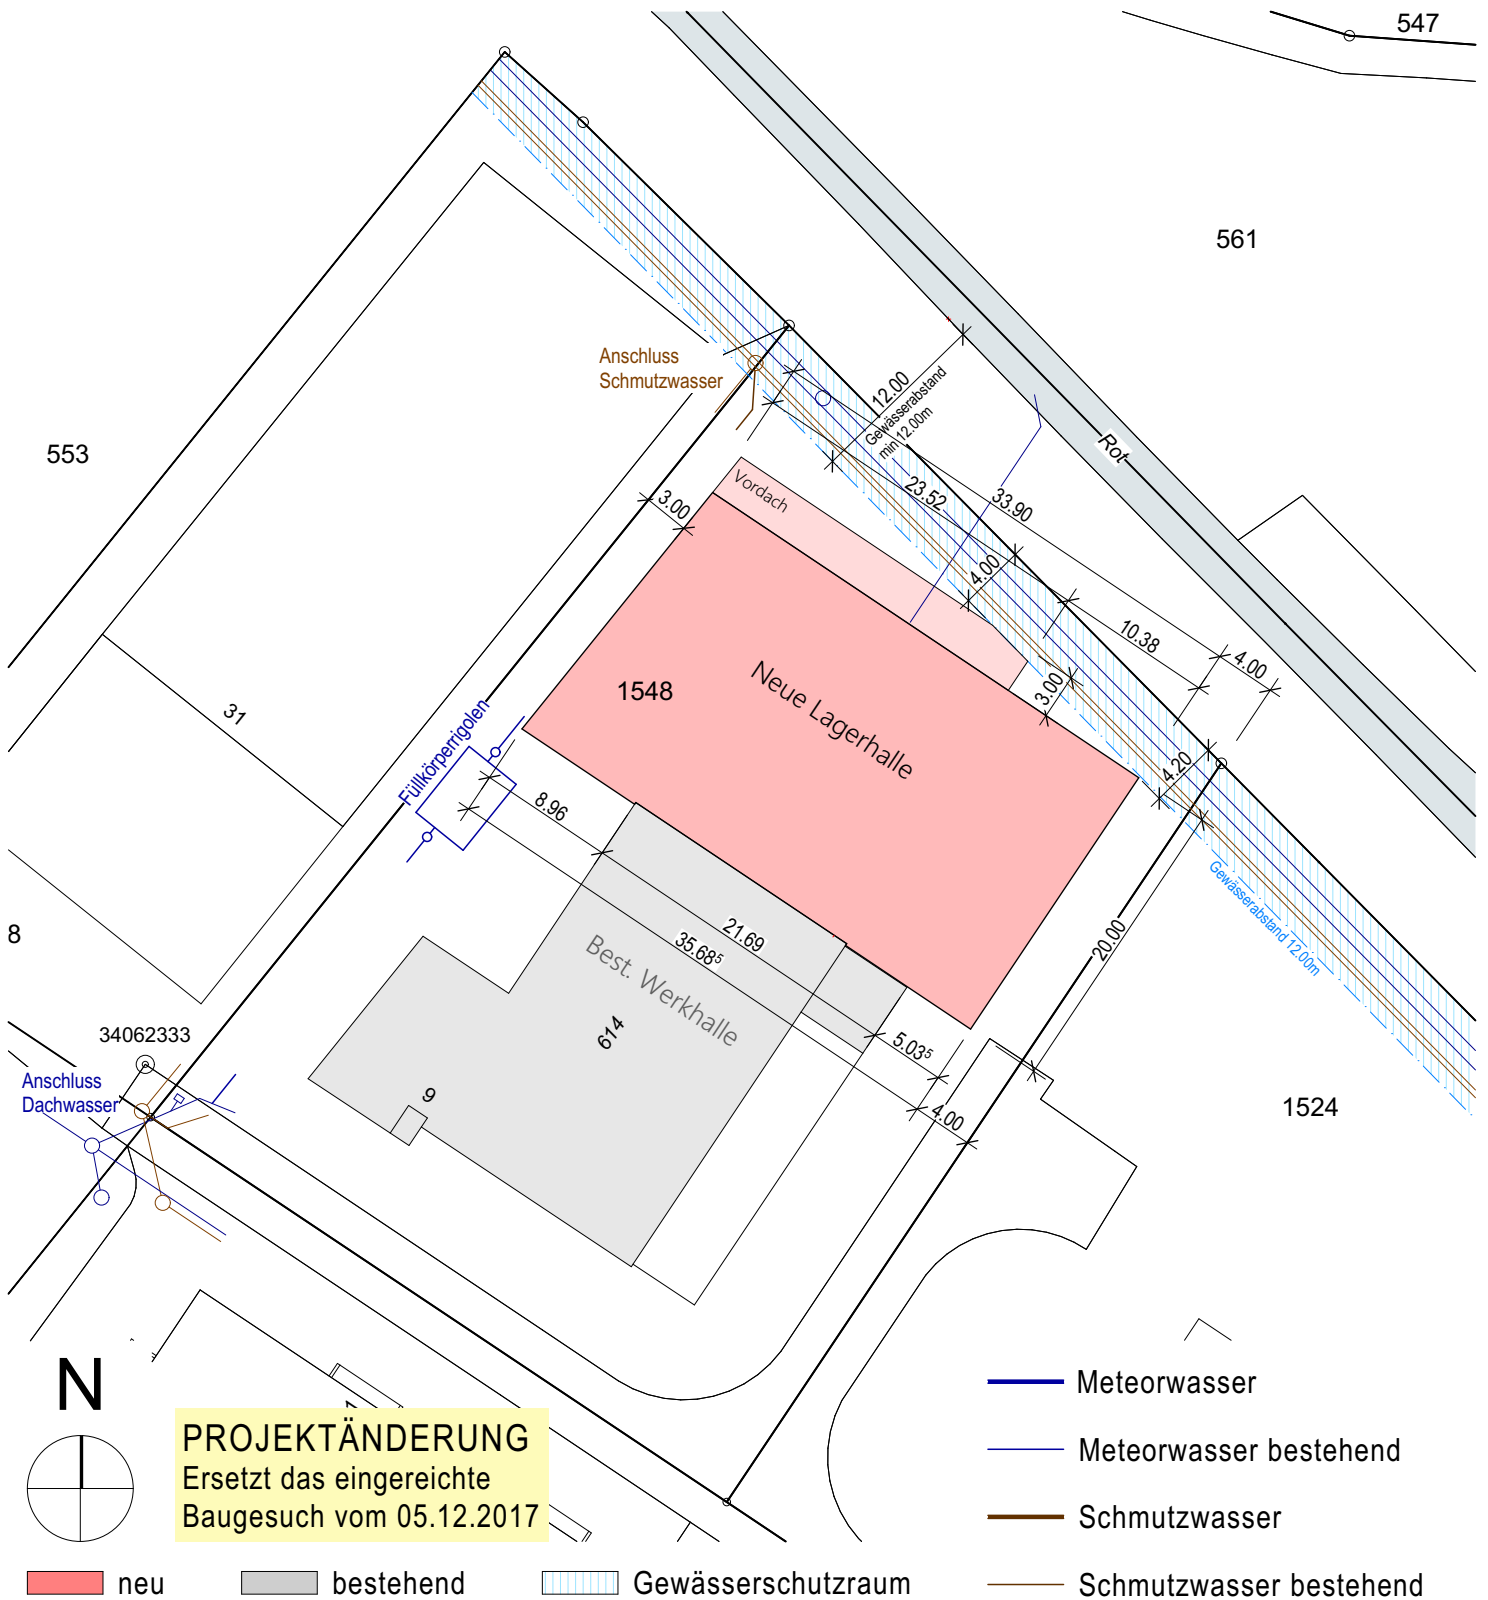 547
561
553
Anschluss
Schmutzwasser
12.00
Gewässerabstand
min 12.00m
Rot
Vordach
3.00
23.52
33.90
4.00
10.38
4.00
3.00
4.20
Neue Lagerhalle
1548
31
Füllkörperrigolen
8.96
21.69
35.68⁵
Best. Werkhalle
614
5.03⁵
4.00
20.00
Gewässerabstand 12.00m
8
34062333
Anschluss
Dachwasser
9
1524
N
PROJEKTÄNDERUNG
Ersetzt das eingereichte
Baugesuch vom 05.12.2017
Meteorwasser
Meteorwasser bestehend
Schmutzwasser
Schmutzwasser bestehend
neu
bestehend
Gewässerschutzraum